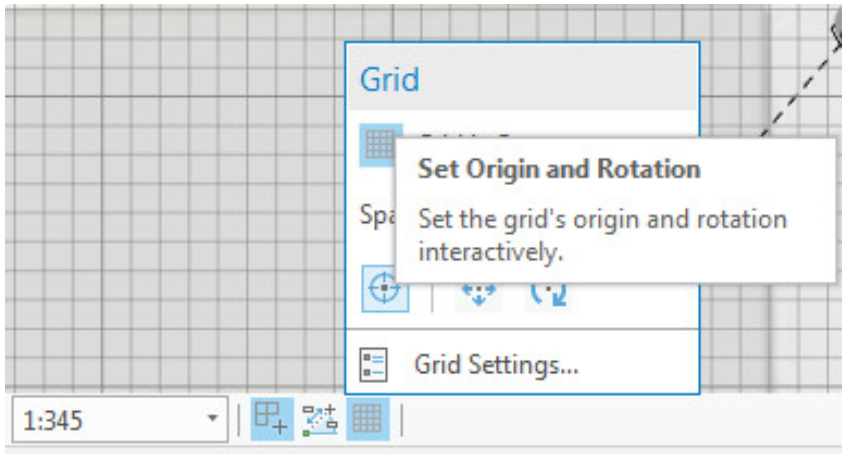 Grid
Set Origin and Rotation
Spa
Set the grid's origin and rotation
interactively.
Grid Settings...
1:345